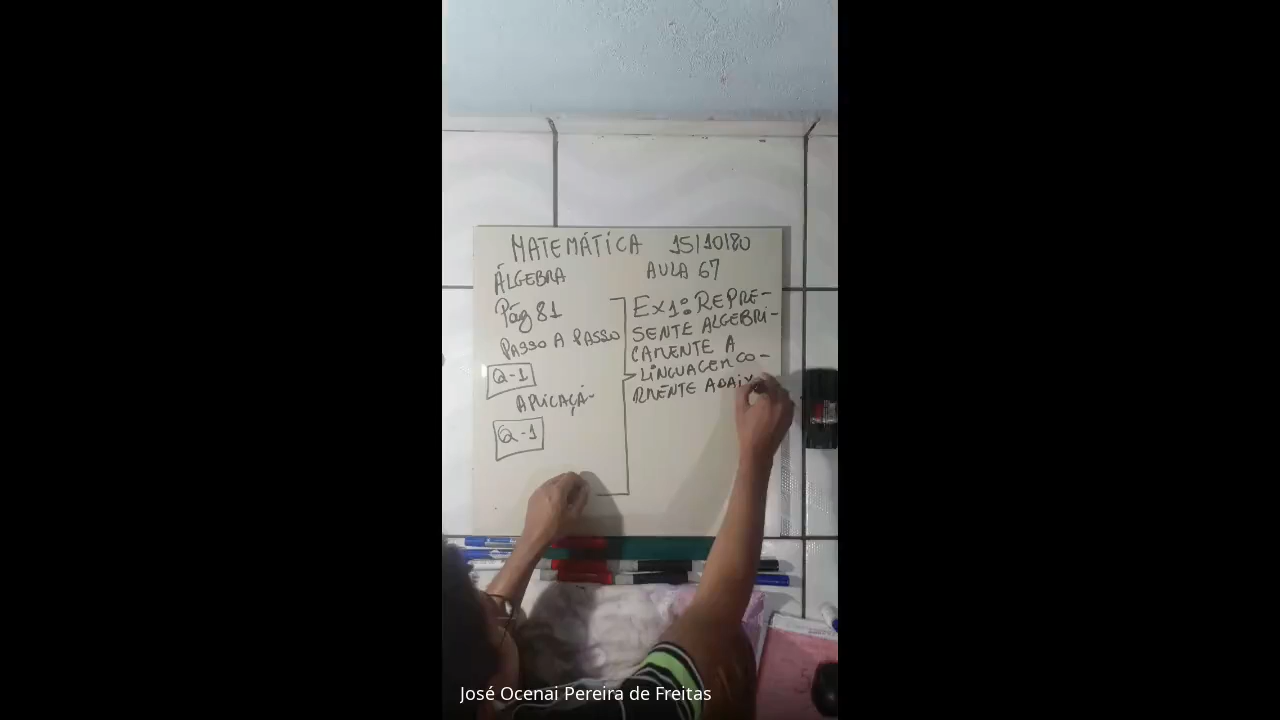 MATEMÁTICA 15/10/80
ÁLGEBRA AULA 67
Pág 81
PASSO A PASSO
Q-1
APLICAÇÁ-
Q-1
Ex1: REPRE-
SENTE ALGEBRI-
CAMENTE A
LINGUAGEM CO-
RRENTE ABAIX
José Ocenai Pereira de Freitas